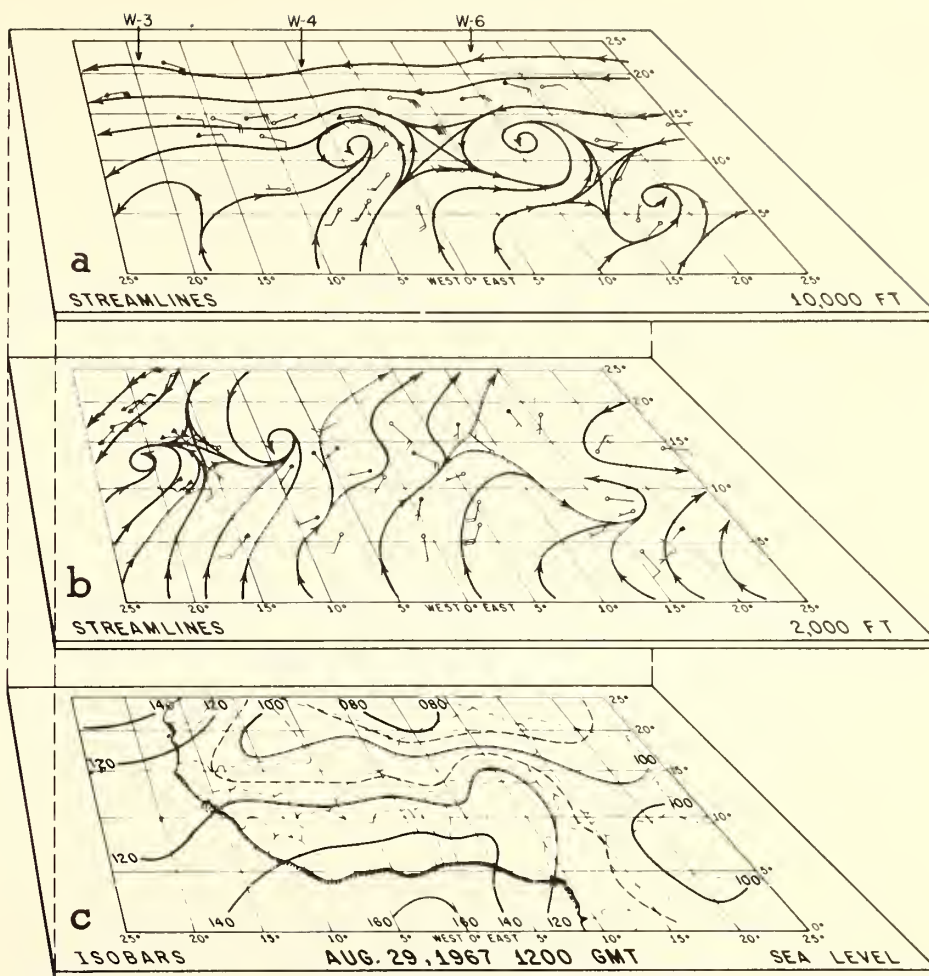 W-3 W-4 W-6
25°
20°
15°
10°
5°
a
25° 20° 15° 10° 5° WEST 0° EAST 5° 10° 15° 20° 25°
STREAMLINES 10,000 FT
20°
15°
10°
5°
b
25° 20° 15° 10° 5° WEST 0° EAST 5° 10° 15° 20° 25°
STREAMLINES 2,000 FT
25°
140 120 100 080 080
20°
120 100
15°
100
10°
120
5°
100
140 160 160 140 120
0°
c
25° 20° 15° 10° 5° WEST 0° EAST 5° 10° 15° 20° 25°
ISOBARS AUG. 29, 1967 1200 GMT SEA LEVEL